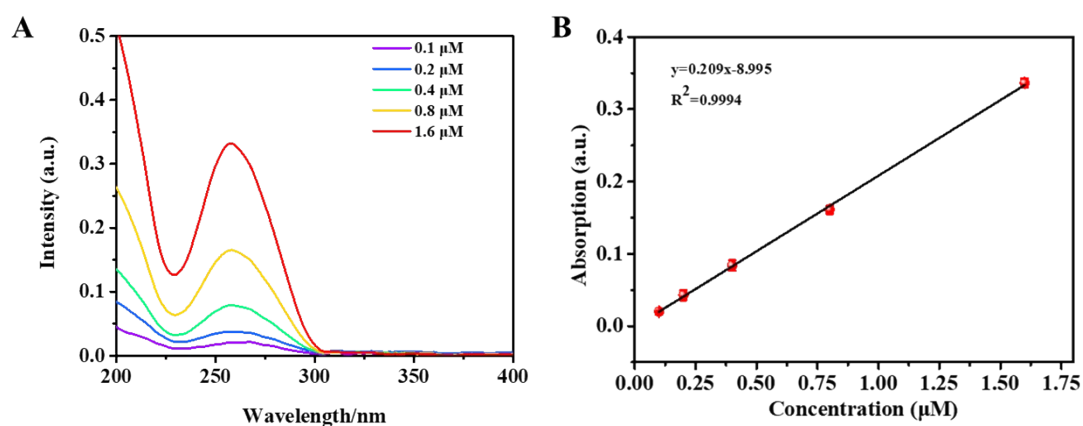 A
0.5
0.4
0.3
0.2
0.1
0.0
Intensity (a.u.)
0.1 μM
0.2 μM
0.4 μM
0.8 μM
1.6 μM
200
250
300
350
400
Wavelength/nm
B
0.4
0.3
0.2
0.1
0.0
Absorption (a.u.)
y=0.209x-8.995
R²=0.9994
0.00
0.25
0.50
0.75
1.00
1.25
1.50
1.75
Concentration (μM)